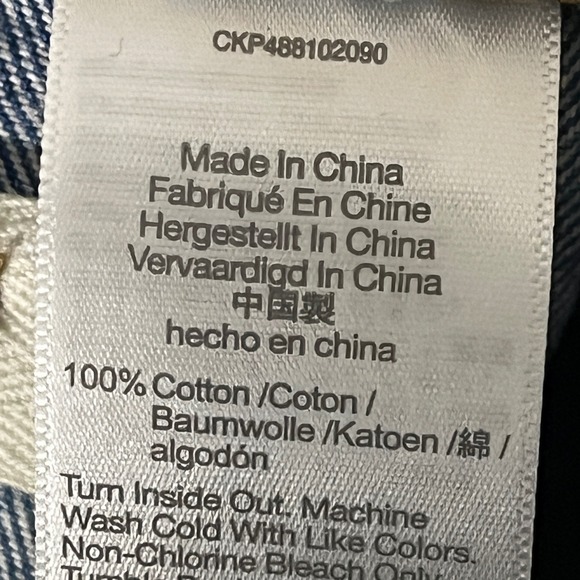 CKP488102090
Made In China
Fabriqué En Chine
Hergestellt In China
Vervaardigd In China
中国製
hecho en china
100% Cotton /Coton /
Baumwolle /Katoen /綿 /
algodón
Turn Inside Out. Machine
Wash Cold With Like Colors.
Non-Chlorine Bleach Only